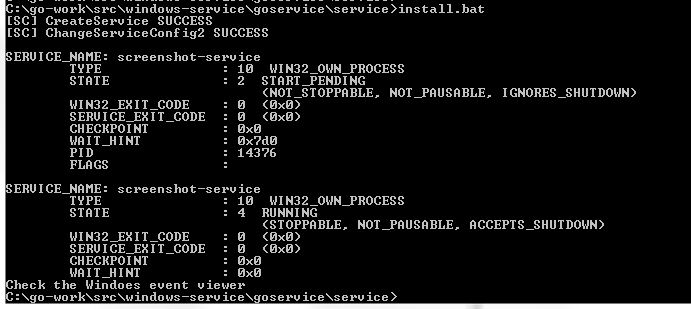 C:\go-work\src\windows-service\goservice\service>install.bat
[SC] CreateService SUCCESS
[SC] ChangeServiceConfig2 SUCCESS
SERVICE_NAME: screenshot-service
TYPE : 10 WIN32_OWN_PROCESS
STATE : 2 START_PENDING
(NOT_STOPPABLE, NOT_PAUSABLE, IGNORES_SHUTDOWN)
WIN32_EXIT_CODE : 0 (0x0)
SERVICE_EXIT_CODE : 0 (0x0)
CHECKPOINT : 0x0
WAIT_HINT : 0x7d0
PID : 14376
FLAGS :
SERVICE_NAME: screenshot-service
TYPE : 10 WIN32_OWN_PROCESS
STATE : 4 RUNNING
(STOPPABLE, NOT_PAUSABLE, ACCEPTS_SHUTDOWN)
WIN32_EXIT_CODE : 0 (0x0)
SERVICE_EXIT_CODE : 0 (0x0)
CHECKPOINT : 0x0
WAIT_HINT : 0x0
Check the Windoes event viewer
C:\go-work\src\windows-service\goservice\service>